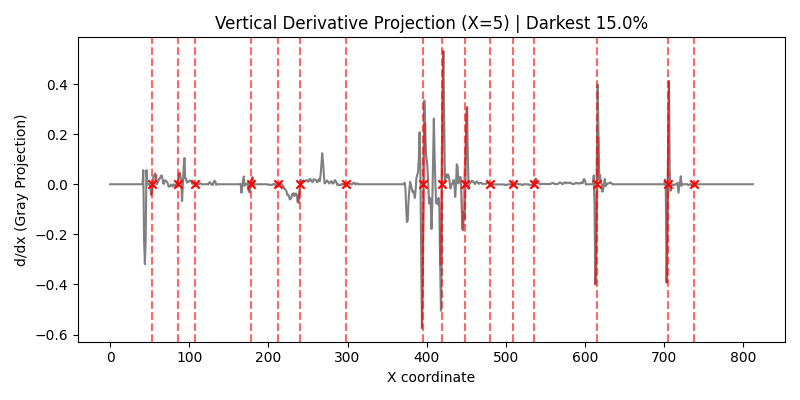 Vertical Derivative Projection (X=5) | Darkest 15.0%
d/dx (Gray Projection)
0.4
0.2
0.0
−0.2
−0.4
−0.6
0 100 200 300 400 500 600 700 800
X coordinate